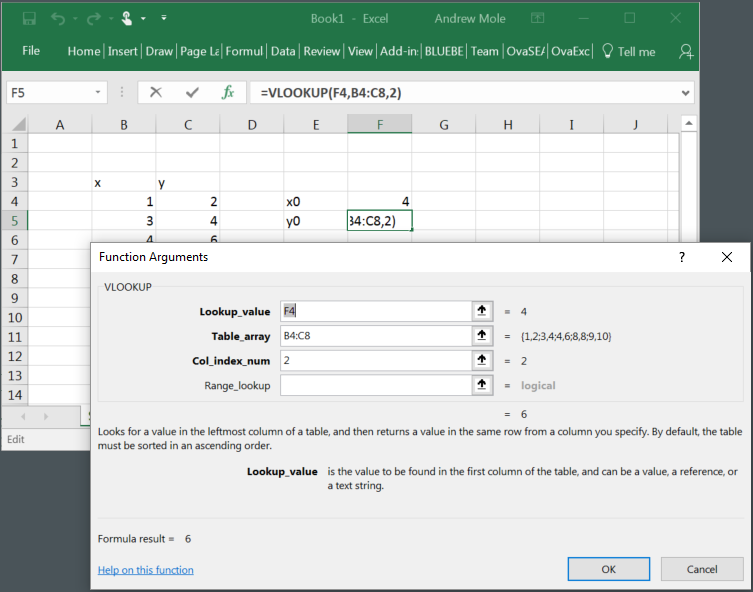 Book1 - Excel Andrew Mole
File Home Insert Draw Page La Formul Data Review View Add-in: BLUEBE Team OvaSE OvaExc Tell me
F5 fx =VLOOKUP(F4,B4:C8,2)
A B C D E F G H I J
1
2
3 x y
4 1 2 x0 4
5 3 4 y0 B4:C8,2)
6 4 6
7
8
9
10
11
12
13
14
Edit
Function Arguments ?
VLOOKUP
Lookup_value F4 = 4
Table_array B4:C8 = {1,2;3,4;4,6;8,8;9,10}
Col_index_num 2 = 2
Range_lookup = logical
= 6
Looks for a value in the leftmost column of a table, and then returns a value in the same row from a column you specify. By default, the table
must be sorted in an ascending order.
Lookup_value is the value to be found in the first column of the table, and can be a value, a reference, or
a text string.
Formula result = 6
Help on this function
OK Cancel